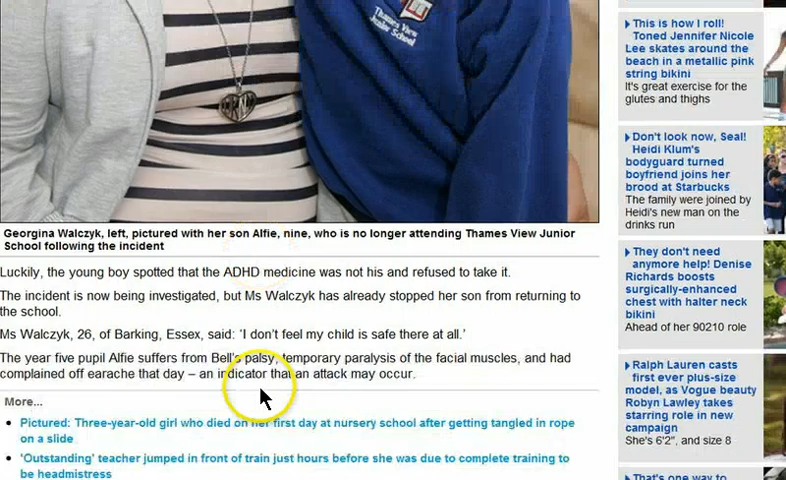 Thames View
Junior School
Georgina Walczyk, left, pictured with her son Alfie, nine, who is no longer attending Thames View Junior
School following the incident
Luckily, the young boy spotted that the ADHD medicine was not his and refused to take it.
The incident is now being investigated, but Ms Walczyk has already stopped her son from returning to
the school.
Ms Walczyk, 26, of Barking, Essex, said: ‘I don’t feel my child is safe there at all.’
The year five pupil Alfie suffers from Bell’s palsy, temporary paralysis of the facial muscles, and had
complained off earache that day – an indicator that an attack may occur.
More...
Pictured: Three-year-old girl who died on her first day at nursery school after getting tangled in rope
on a slide
'Outstanding' teacher jumped in front of train just hours before she was due to complete training to
be headmistress
This is how I roll!
Toned Jennifer Nicole
Lee skates around the
beach in a metallic pink
string bikini
It's great exercise for the
glutes and thighs
Don't look now, Seal!
Heidi Klum's
bodyguard turned
boyfriend joins her
brood at Starbucks
The family were joined by
Heidi's new man on the
drinks run
They don't need
anymore help! Denise
Richards boosts
surgically-enhanced
chest with halter neck
bikini
Ahead of her 90210 role
Ralph Lauren casts
first ever plus-size
model, as Vogue beauty
Robyn Lawley takes
starring role in new
campaign
She's 6'2", and size 8
That's one way to